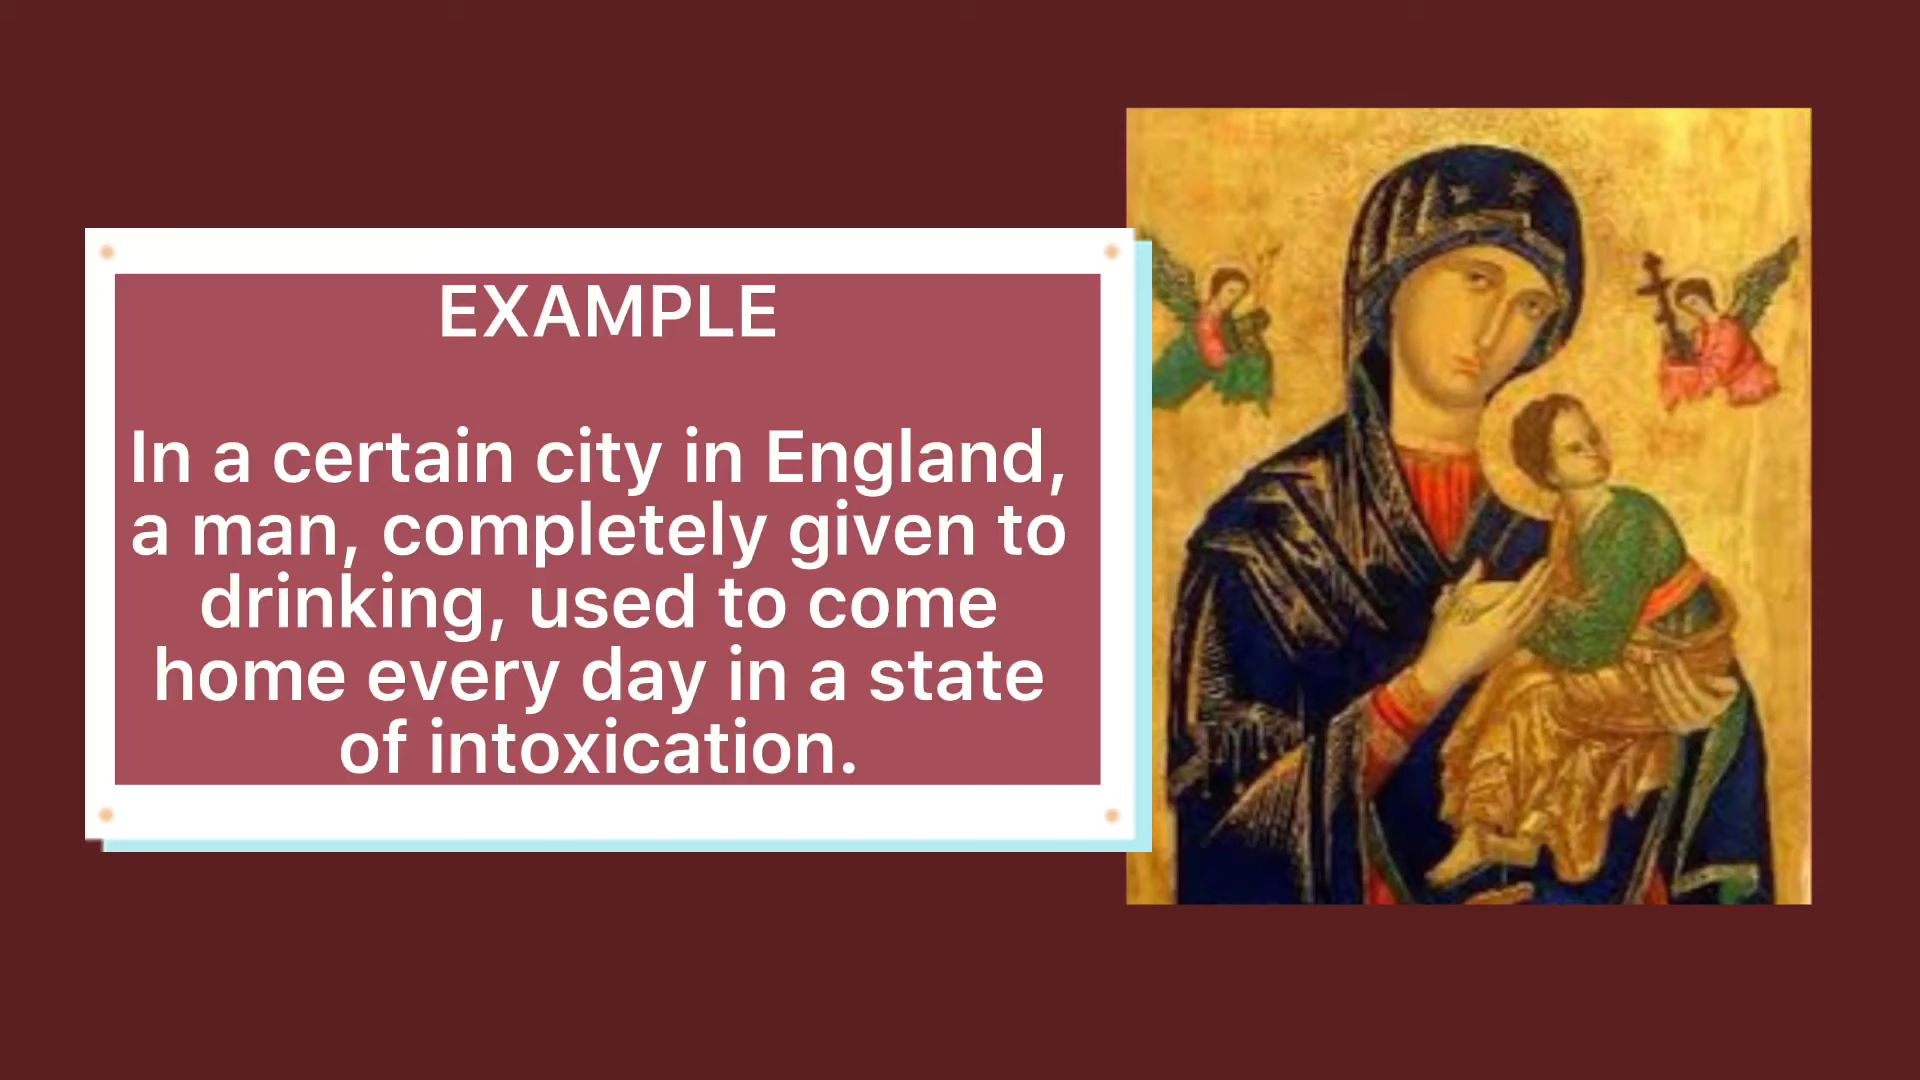 EXAMPLE
In a certain city in England,
a man, completely given to
drinking, used to come
home every day in a state
of intoxication.